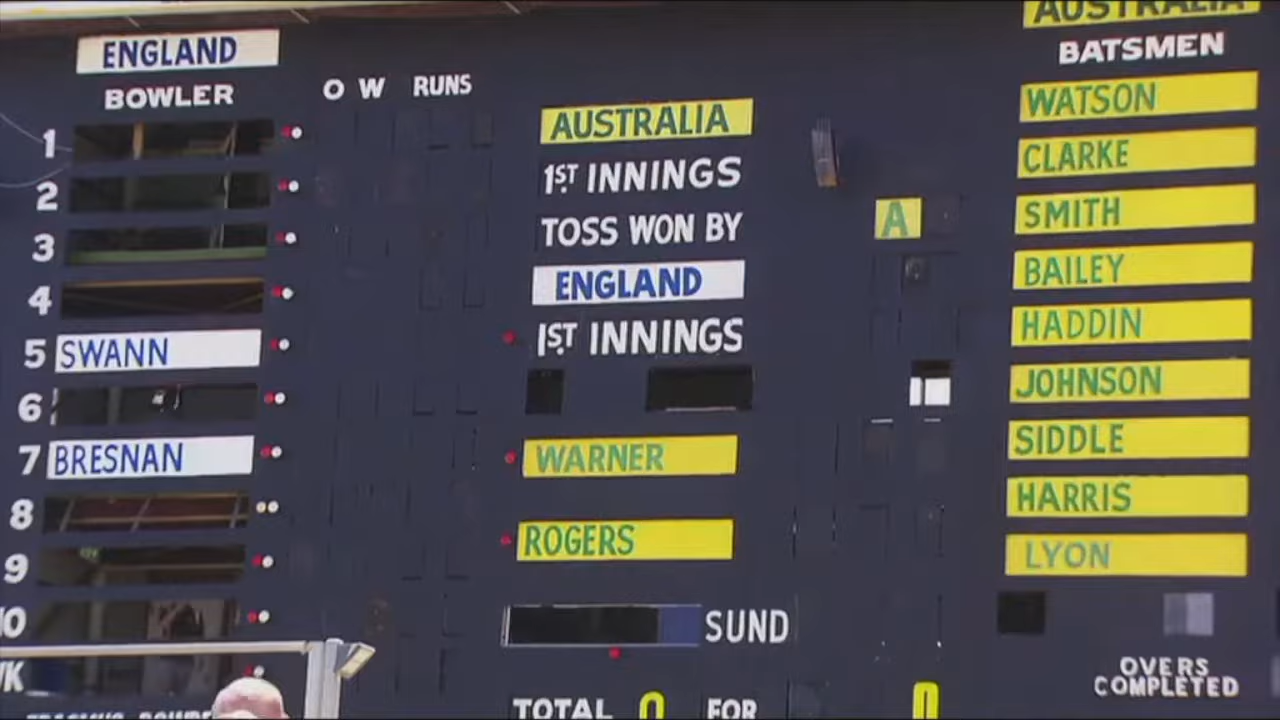 ENGLAND
BOWLER
O W RUNS
1
2
3
4
5 SWANN
6
7 BRESNAN
8
9
10
AUSTRALIA
1ST INNINGS
TOSS WON BY
A
ENGLAND
1ST INNINGS
WARNER
ROGERS
SUND
TOTAL 0 FOR 0
AUSTRALIA
BATSMEN
WATSON
CLARKE
SMITH
BAILEY
HADDIN
JOHNSON
SIDDLE
HARRIS
LYON
OVERS
COMPLETED